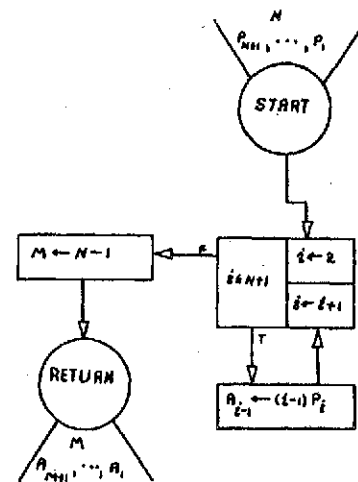 N
P_{N+1}, ..., P_1
START
M ← N-1
F
i≤N+1
i ← 2
i ← i+1
T
A_{i-1} ← (i-1) P_i
RETURN
M
A_{M+1}, ..., A_1